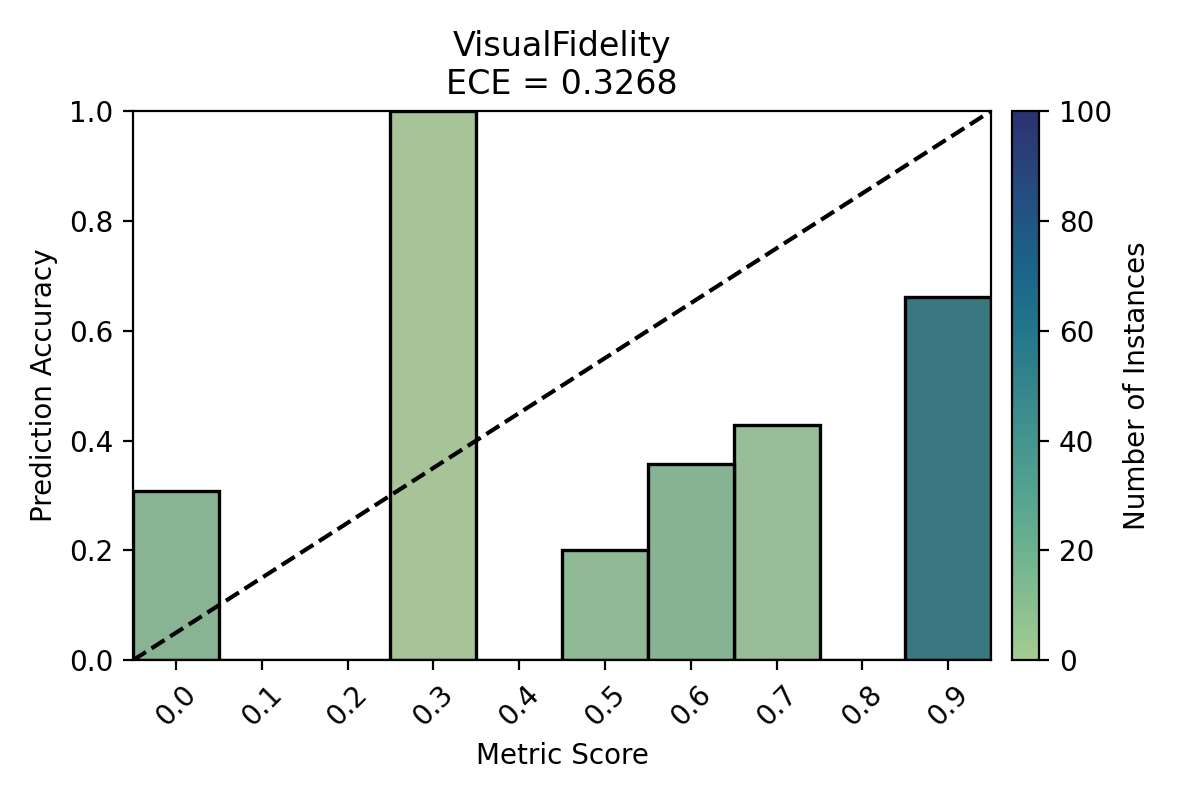 VisualFidelity
ECE = 0.3268
Prediction Accuracy
1.0
0.8
0.6
0.4
0.2
0.0
0.0 0.1 0.2 0.3 0.4 0.5 0.6 0.7 0.8 0.9
Metric Score
100
80
60
40
20
0
Number of Instances